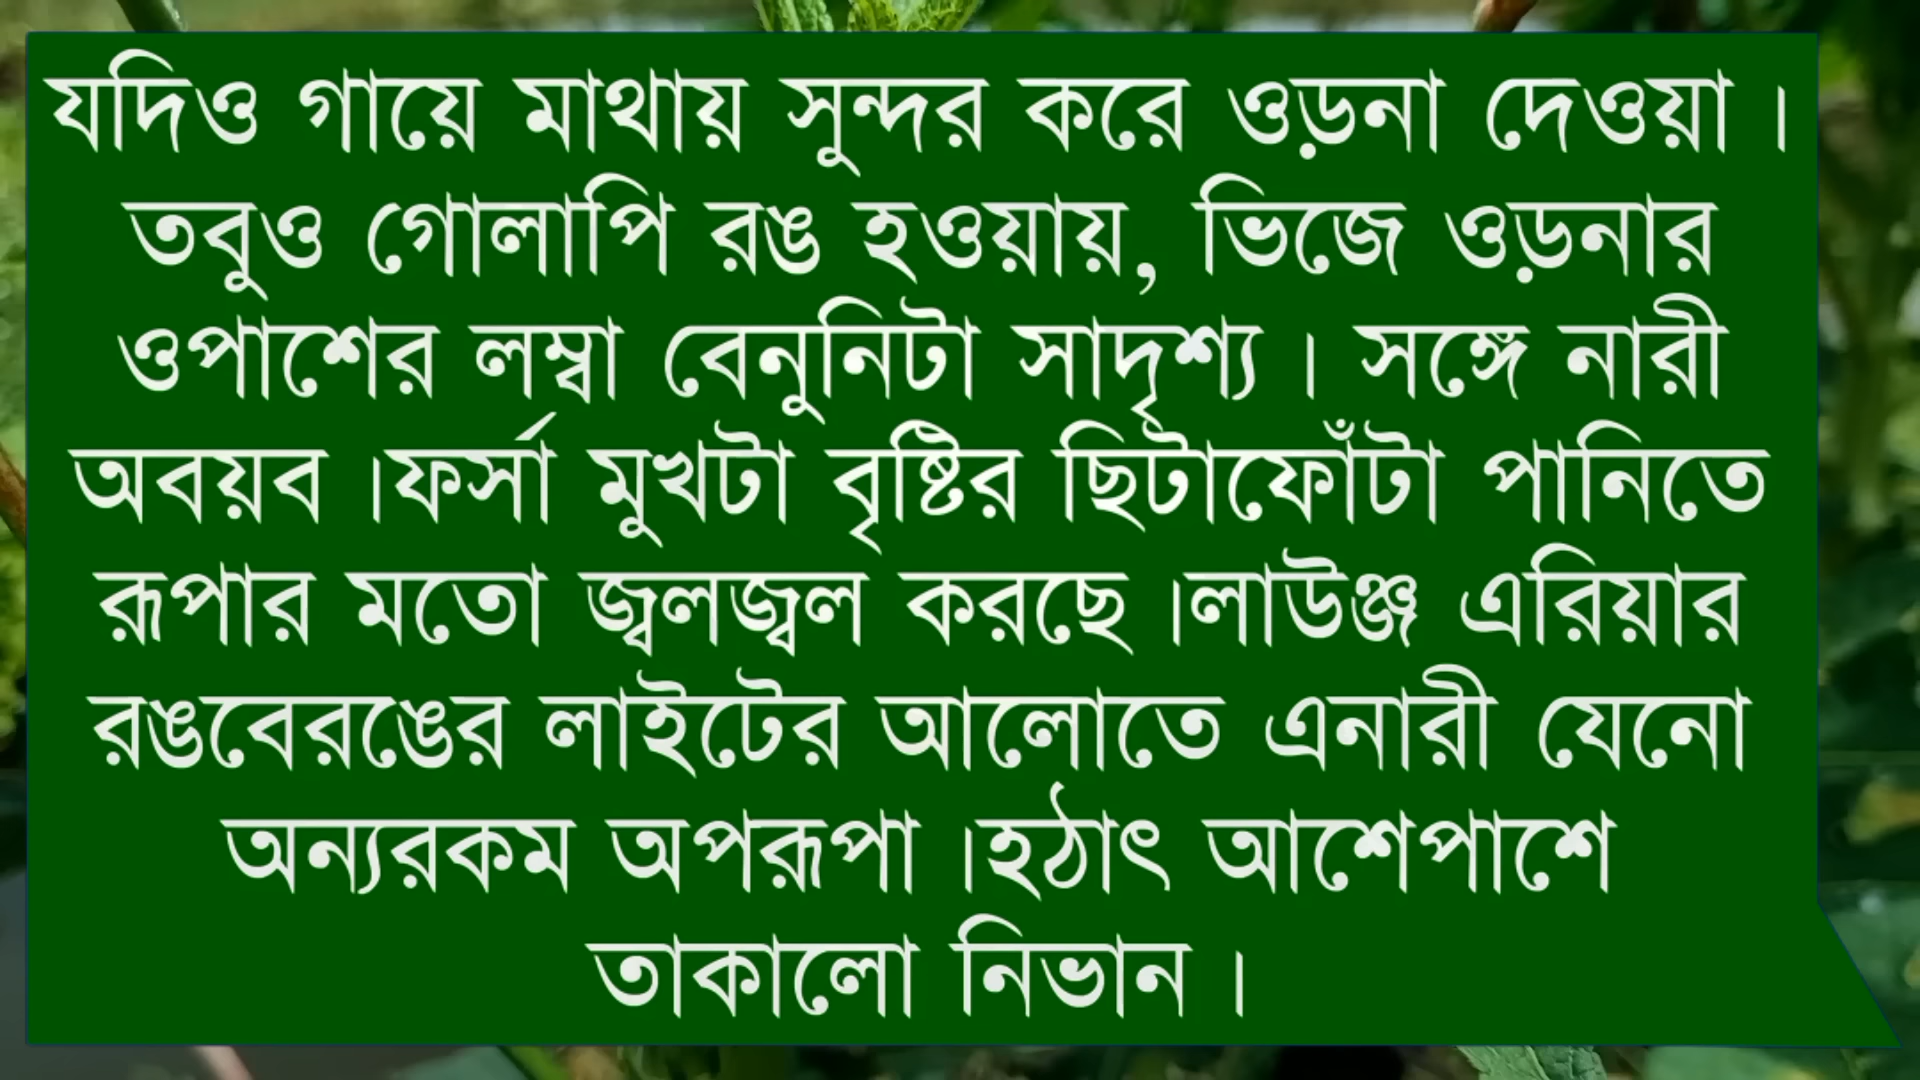 যদিও গায়ে মাথায় সুন্দর করে ওড়না দেওয়া ।
তবুও গোলাপি রঙ হওয়ায়, ভিজে ওড়নার
ওপাশের লম্বা বেনুনিটা সাদৃশ্য । সঙ্গে নারী
অবয়ব ।ফর্সা মুখটা বৃষ্টির ছিটাফোঁটা পানিতে
রূপার মতো জ্বলজ্বল করছে ।লাউঞ্জ এরিয়ার
রঙবেরঙের লাইটের আলোতে এনারী যেনো
অন্যরকম অপরূপা ।হঠাৎ আশেপাশে
তাকালো নিভান ।